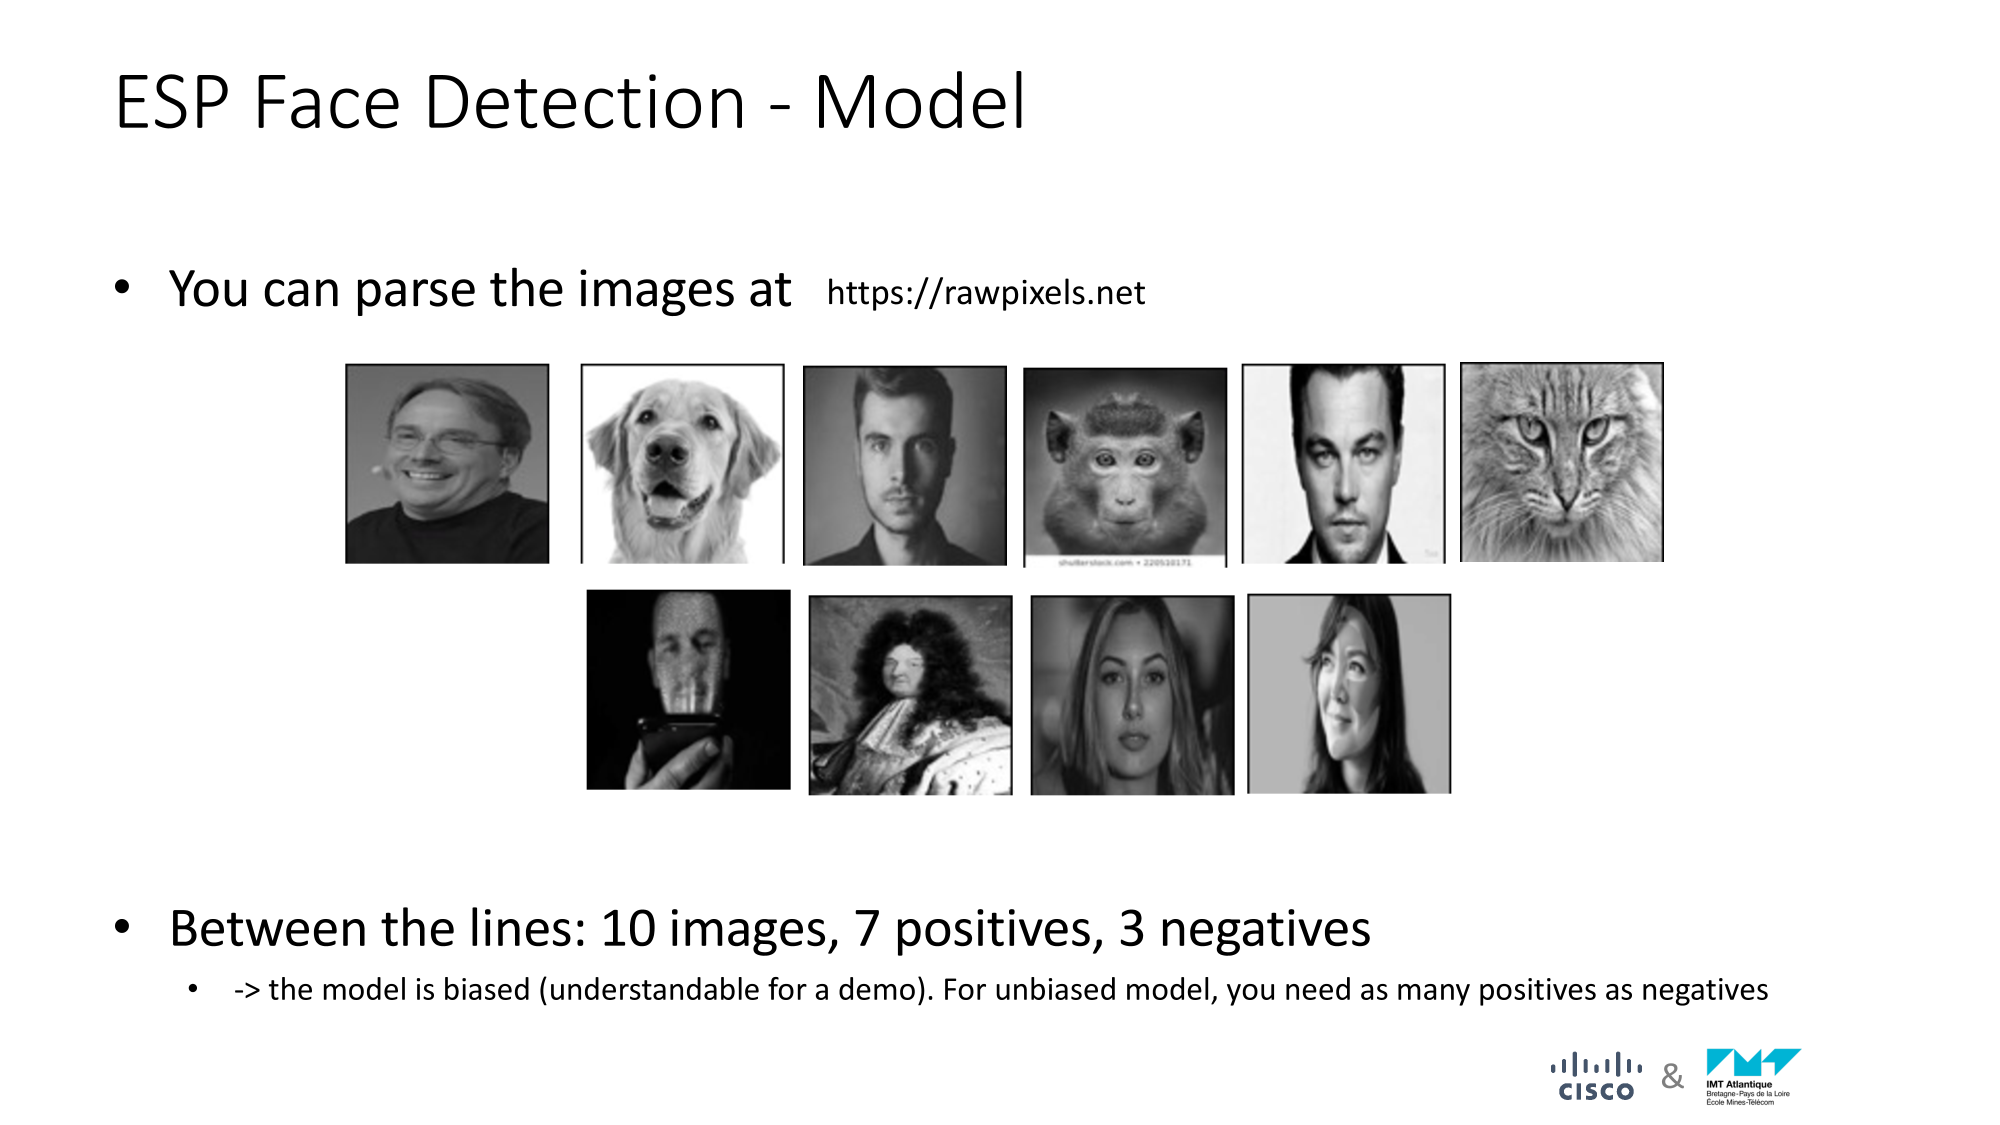 ESP Face Detection - Model
• You can parse the images at https://rawpixels.net
shutterstock.com • 220510171
• Between the lines: 10 images, 7 positives, 3 negatives
• -> the model is biased (understandable for a demo). For unbiased model, you need as many positives as negatives
CISCO & IMT Atlantique
Bretagne-Pays de la Loire
École Mines-Télécom